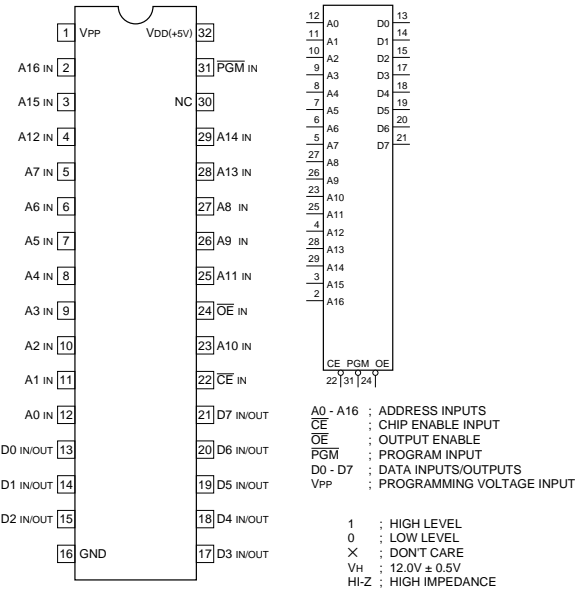 1 VPP VDD(+5V) 32
A16 IN 2 31 PGM IN
A15 IN 3 NC 30
A12 IN 4 29 A14 IN
A7 IN 5 28 A13 IN
A6 IN 6 27 A8 IN
A5 IN 7 26 A9 IN
A4 IN 8 25 A11 IN
A3 IN 9 24 OE IN
A2 IN 10 23 A10 IN
A1 IN 11 22 CE IN
A0 IN 12 21 D7 IN/OUT
D0 IN/OUT 13 20 D6 IN/OUT
D1 IN/OUT 14 19 D5 IN/OUT
D2 IN/OUT 15 18 D4 IN/OUT
16 GND 17 D3 IN/OUT
12 A0 D0 13
11 A1 D1 14
10 A2 D2 15
9 A3 D3 17
8 A4 D4 18
7 A5 D5 19
6 A6 D6 20
5 A7 D7 21
27 A8
26 A9
23 A10
25 A11
4 A12
28 A13
29 A14
3 A15
2 A16
CE PGM OE
22 31 24
A0 - A16 ; ADDRESS INPUTS
CE ; CHIP ENABLE INPUT
OE ; OUTPUT ENABLE
PGM ; PROGRAM INPUT
D0 - D7 ; DATA INPUTS/OUTPUTS
VPP ; PROGRAMMING VOLTAGE INPUT
1 ; HIGH LEVEL
0 ; LOW LEVEL
✕ ; DON'T CARE
VH ; 12.0V ± 0.5V
HI-Z ; HIGH IMPEDANCE